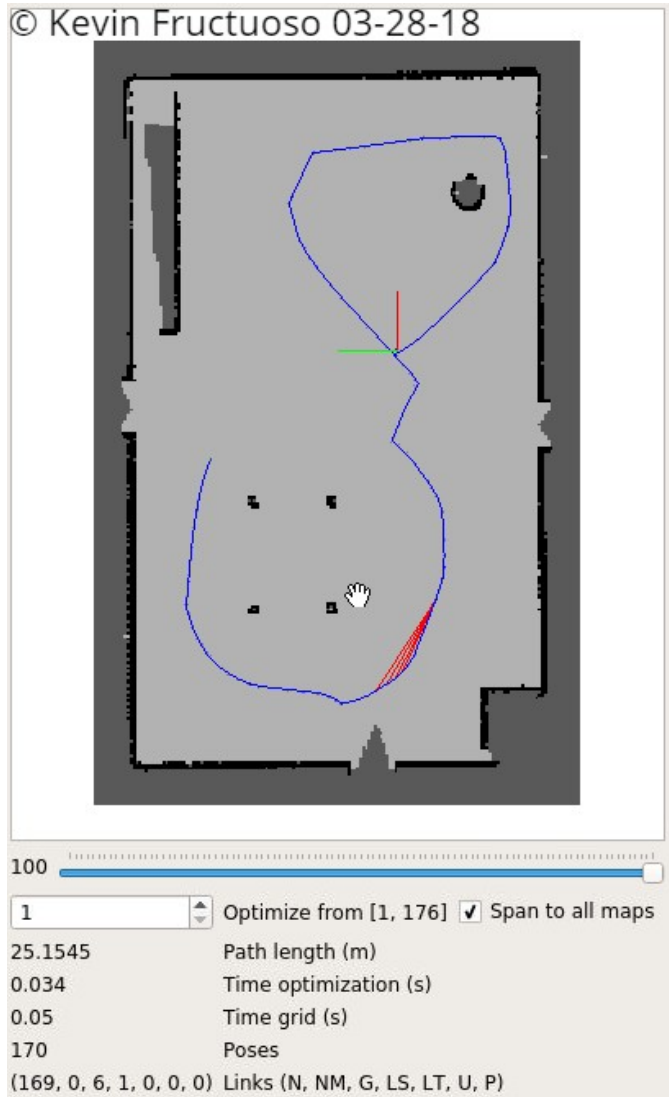 © Kevin Fructuoso 03-28-18
100
1 Optimize from [1, 176] Span to all maps
25.1545 Path length (m)
0.034 Time optimization (s)
0.05 Time grid (s)
170 Poses
(169, 0, 6, 1, 0, 0, 0) Links (N, NM, G, LS, LT, U, P)